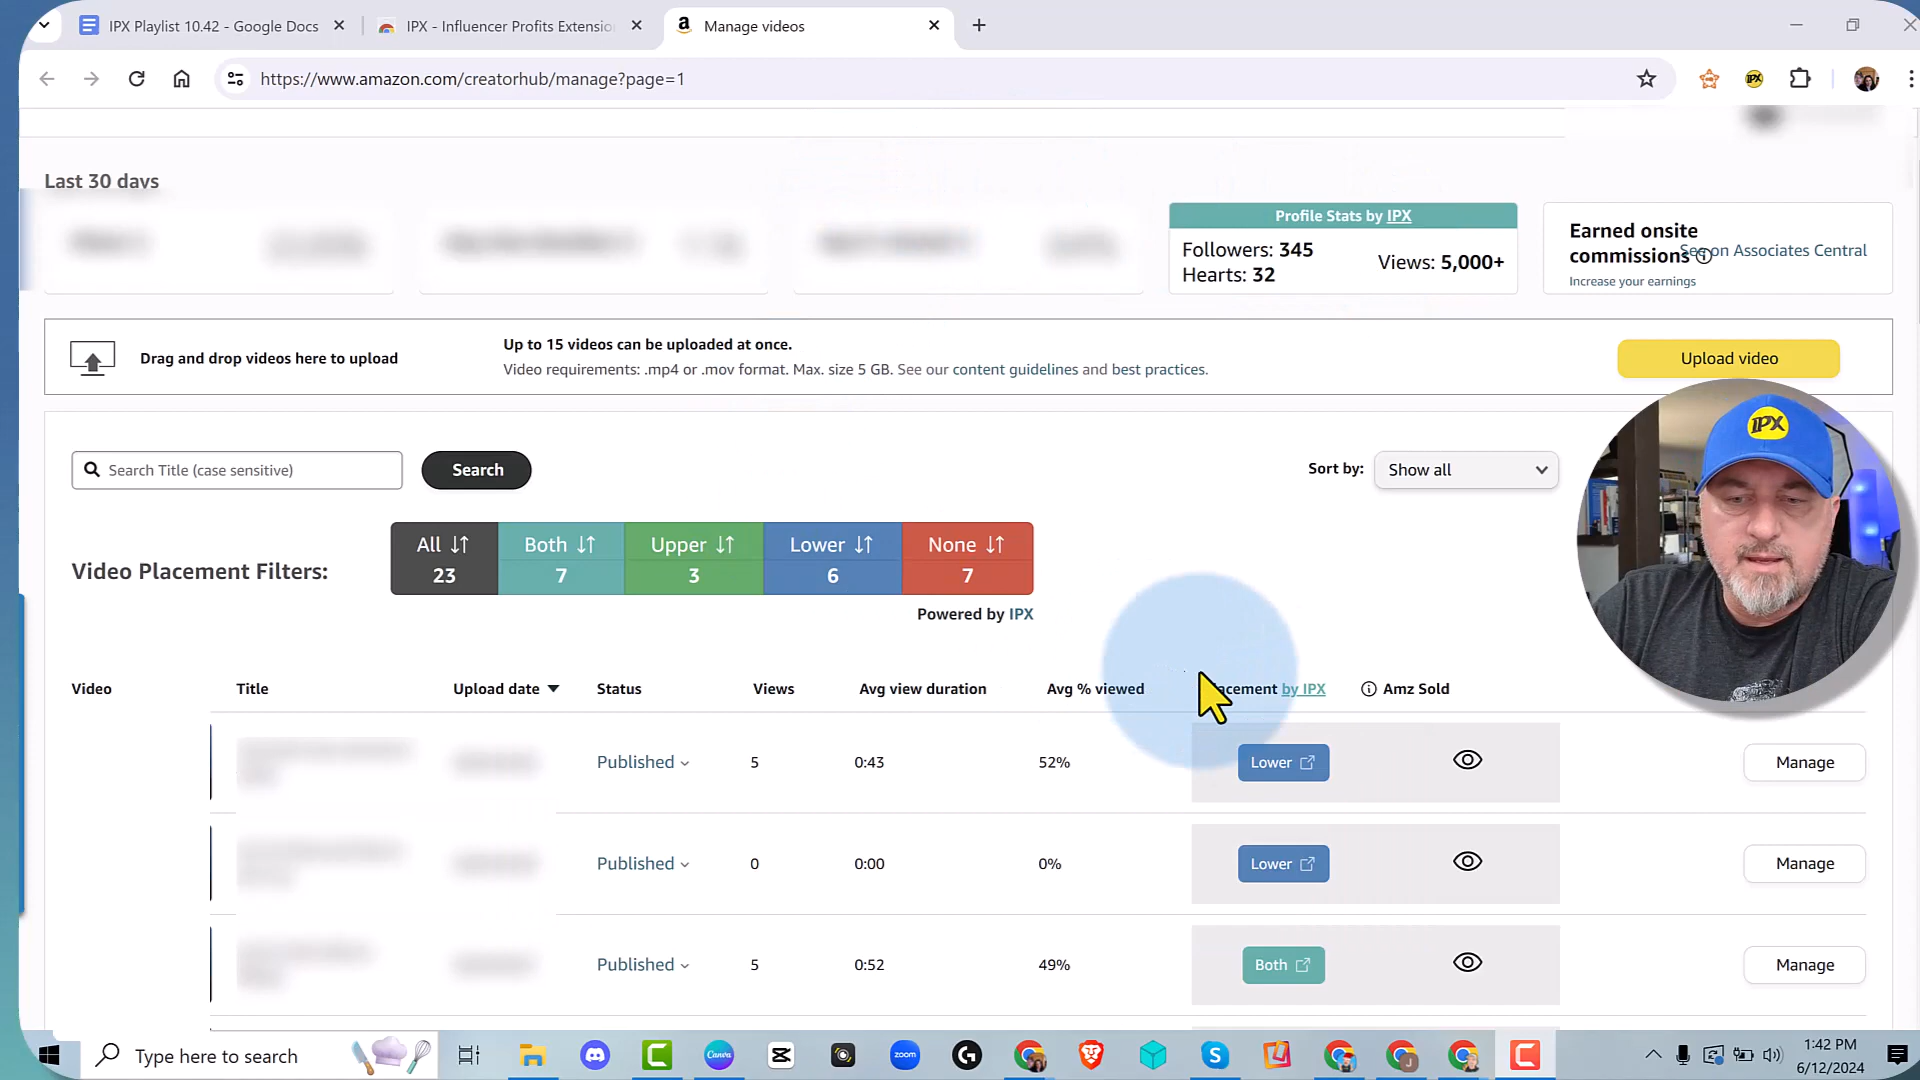 IPX Playlist 10.42 - Google Docs
IPX - Influencer Profits Extensio
Manage videos
https://www.amazon.com/creatorhub/manage?page=1
Last 30 days
Profile Stats by IPX
Followers: 345
Hearts: 32
Views: 5,000+
Earned onsite
commissions
See on Associates Central
Increase your earnings
Drag and drop videos here to upload
Up to 15 videos can be uploaded at once.
Video requirements: .mp4 or .mov format. Max. size 5 GB. See our content guidelines and best practices.
Upload video
IPX
Search Title (case sensitive)
Search
Sort by:
Show all
Video Placement Filters:
All
23
Both
7
Upper
3
Lower
6
None
7
Powered by IPX
Video
Title
Upload date
Status
Views
Avg view duration
Avg % viewed
by IPX
Amz Sold
Published
5
0:43
52%
Lower
Manage
Published
0
0:00
0%
Lower
Manage
Published
5
0:52
49%
Both
Manage
Type here to search
Canva
zoom
1:42 PM
6/12/2024